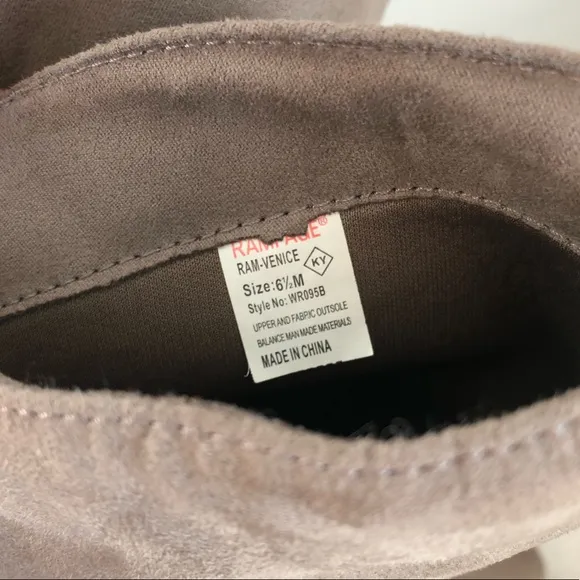 RAMPAGE®
RAM-VENICE
KY
Size:6½M
Style No: WR095B
UPPER AND FABPIC OUTSOLE
BALANCE MAN MADE MATERIALS
MADE IN CHINA